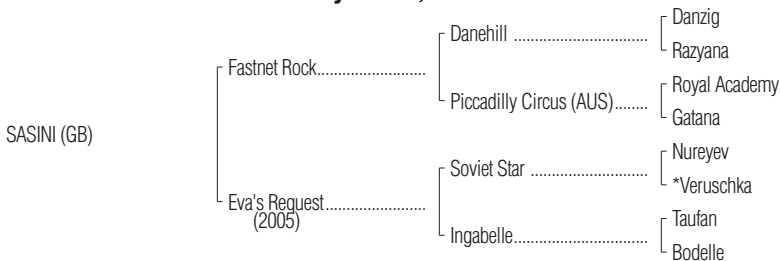 Danzig
Danehill ......................................
Razyana
Fastnet Rock..............................
Royal Academy
Piccadilly Circus (AUS)........
Gatana
SASINI (GB)
Nureyev
Soviet Star .................................
*Veruschka
Eva's Request............................
(2005)
Taufan
Ingabelle.....................................
Bodelle